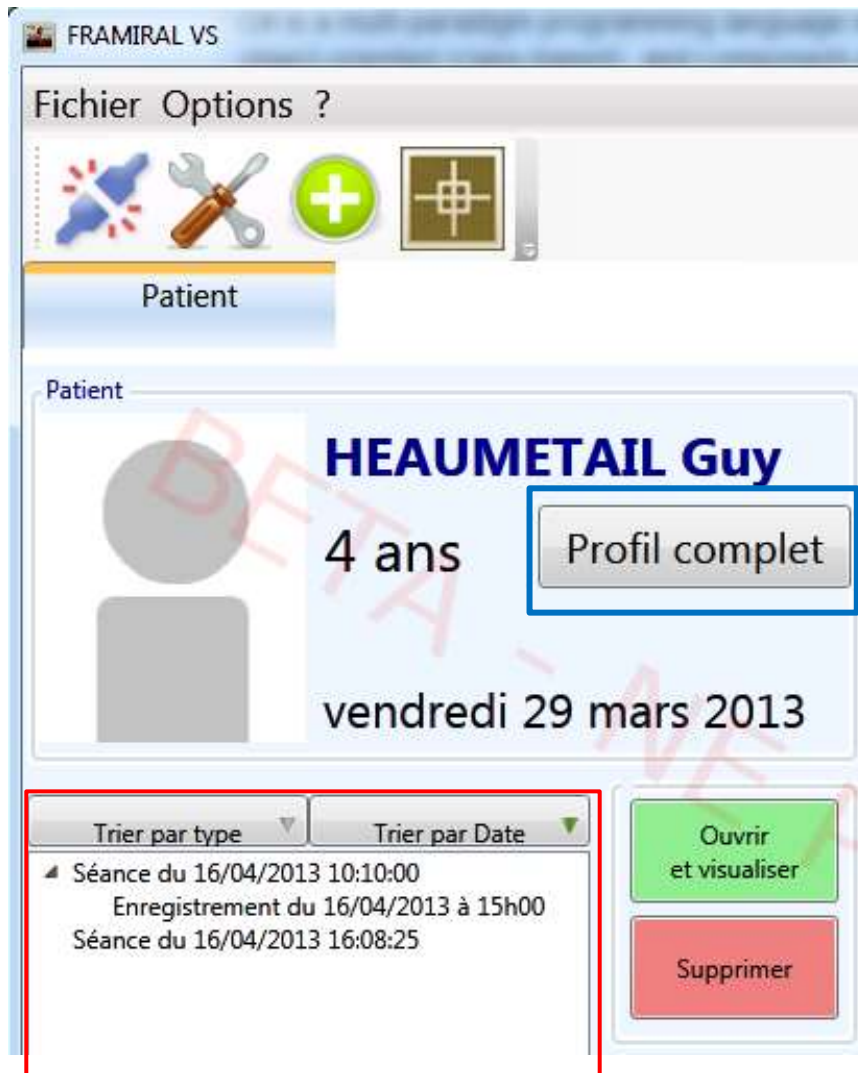 FRAMIRAL VS
Fichier Options ?
Patient
Patient
HEAUMETAIL Guy
4 ans
Profil complet
vendredi 29 mars 2013
BETA - NE P
Trier par type
Trier par Date
Séance du 16/04/2013 10:10:00
Enregistrement du 16/04/2013 à 15h00
Séance du 16/04/2013 16:08:25
Ouvrir
et visualiser
Supprimer